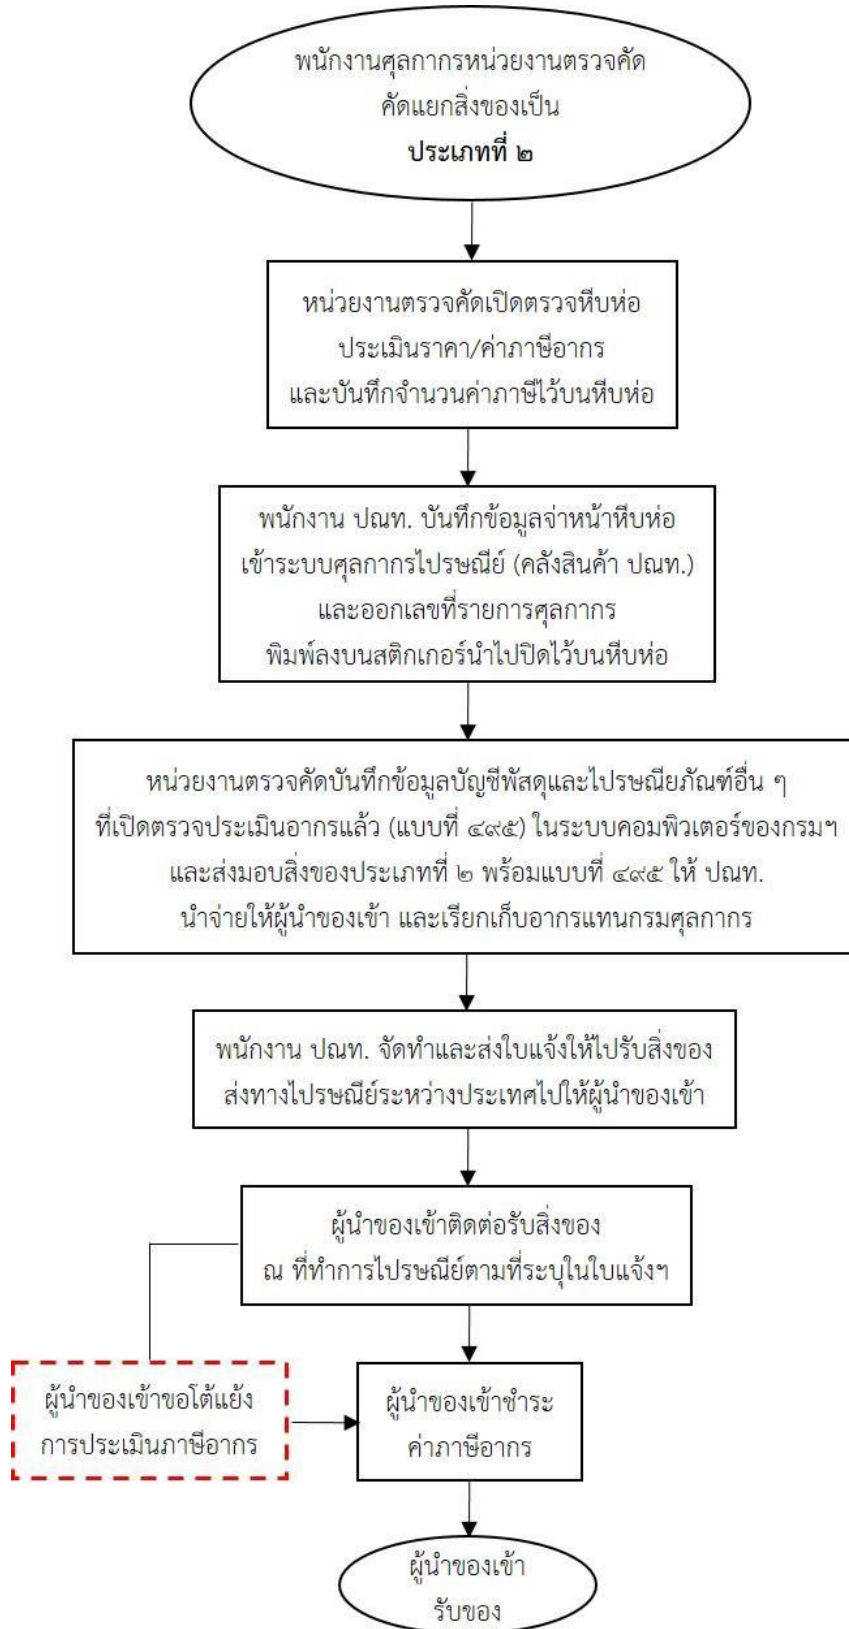 พนักงานศุลกากรหน่วยงานตรวจคัด
คัดแยกสิ่งของเป็น
ประเภทที่ ๒
หน่วยงานตรวจคัดเปิดตรวจหีบห่อ
ประเมินราคา/ค่าภาษีอากร
และบันทึกจำนวนค่าภาษีไว้บนหีบห่อ
พนักงาน ปณท. บันทึกข้อมูลจ่าหน้าหีบห่อ
เข้าระบบศุลกากรไปรษณีย์ (คลังสินค้า ปณท.)
และออกเลขที่รายการศุลกากร
พิมพ์ลงบนสติกเกอร์นำไปปิดไว้บนหีบห่อ
หน่วยงานตรวจคัดบันทึกข้อมูลบัญชีพัสดุและไปรษณียภัณฑ์อื่น ๆ
ที่เปิดตรวจประเมินอากรแล้ว (แบบที่ ๔๙๕) ในระบบคอมพิวเตอร์ของกรมฯ
และส่งมอบสิ่งของประเภทที่ ๒ พร้อมแบบที่ ๔๙๕ ให้ ปณท.
นำจ่ายให้ผู้นำของเข้า และเรียกเก็บอากรแทนกรมศุลกากร
พนักงาน ปณท. จัดทำและส่งใบแจ้งให้ไปรับสิ่งของ
ส่งทางไปรษณีย์ระหว่างประเทศไปให้ผู้นำของเข้า
ผู้นำของเข้าติดต่อรับสิ่งของ
ณ ที่ทำการไปรษณีย์ตามที่ระบุในใบแจ้งฯ
ผู้นำของเข้าขอโต้แย้ง
การประเมินภาษีอากร
ผู้นำของเข้าชำระ
ค่าภาษีอากร
ผู้นำของเข้า
รับของ